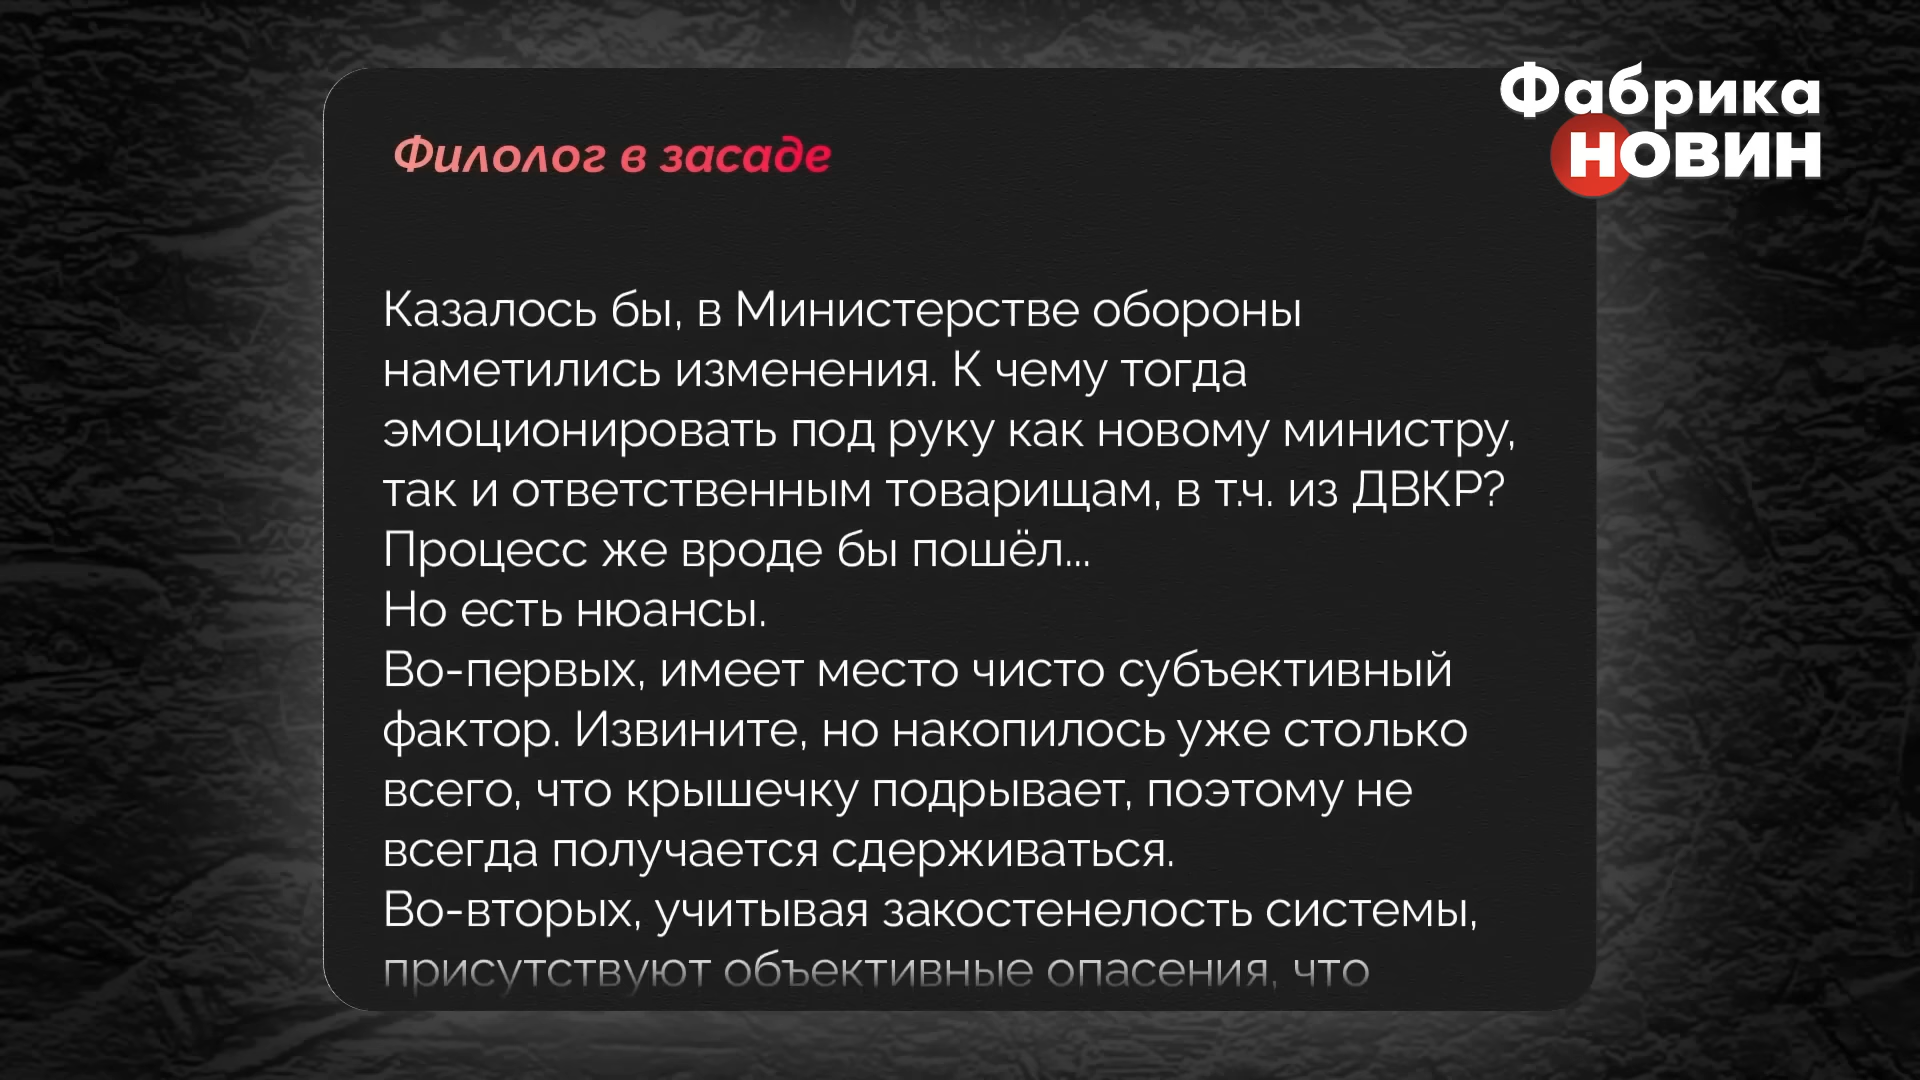 Фабрика
новин
Филолог в засаде
Казалось бы, в Министерстве обороны
наметились изменения. К чему тогда
эмоционировать под руку как новому министру,
так и ответственным товарищам, в т.ч. из ДВКР?
Процесс же вроде бы пошёл...
Но есть нюансы.
Во-первых, имеет место чисто субъективный
фактор. Извините, но накопилось уже столько
всего, что крышечку подрывает, поэтому не
всегда получается сдерживаться.
Во-вторых, учитывая закостенелость системы,
присутствуют объективные опасения, что